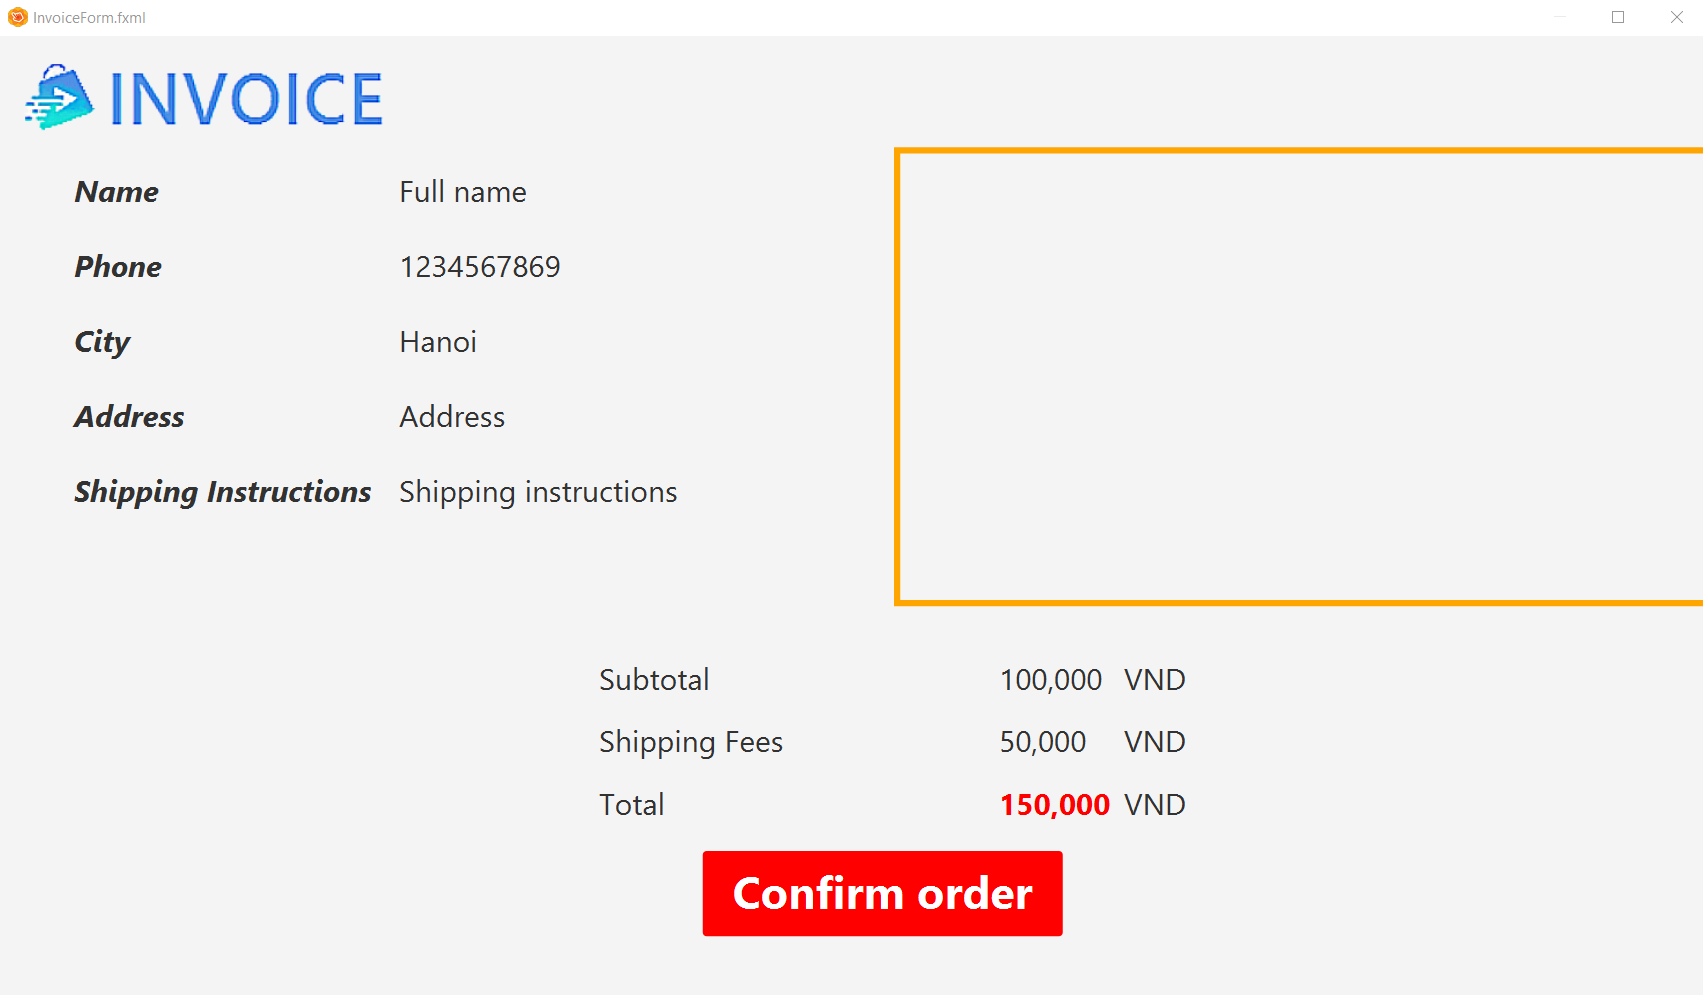 InvoiceForm.fxml
INVOICE
Name Full name
Phone 1234567869
City Hanoi
Address Address
Shipping Instructions Shipping instructions
Subtotal 100,000 VND
Shipping Fees 50,000 VND
Total 150,000 VND
Confirm order